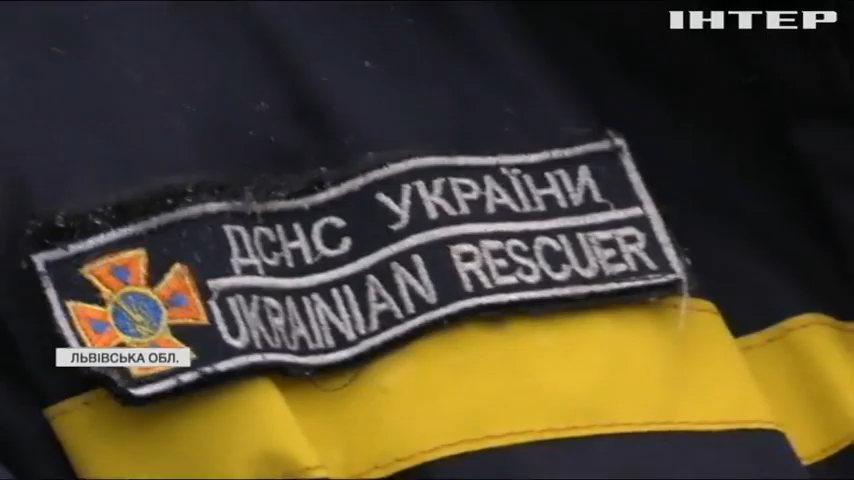 ІНТЕР
ДСНС УКРАЇНИ
UKRAINIAN RESCUER
ЛЬВІВСЬКА ОБЛ.